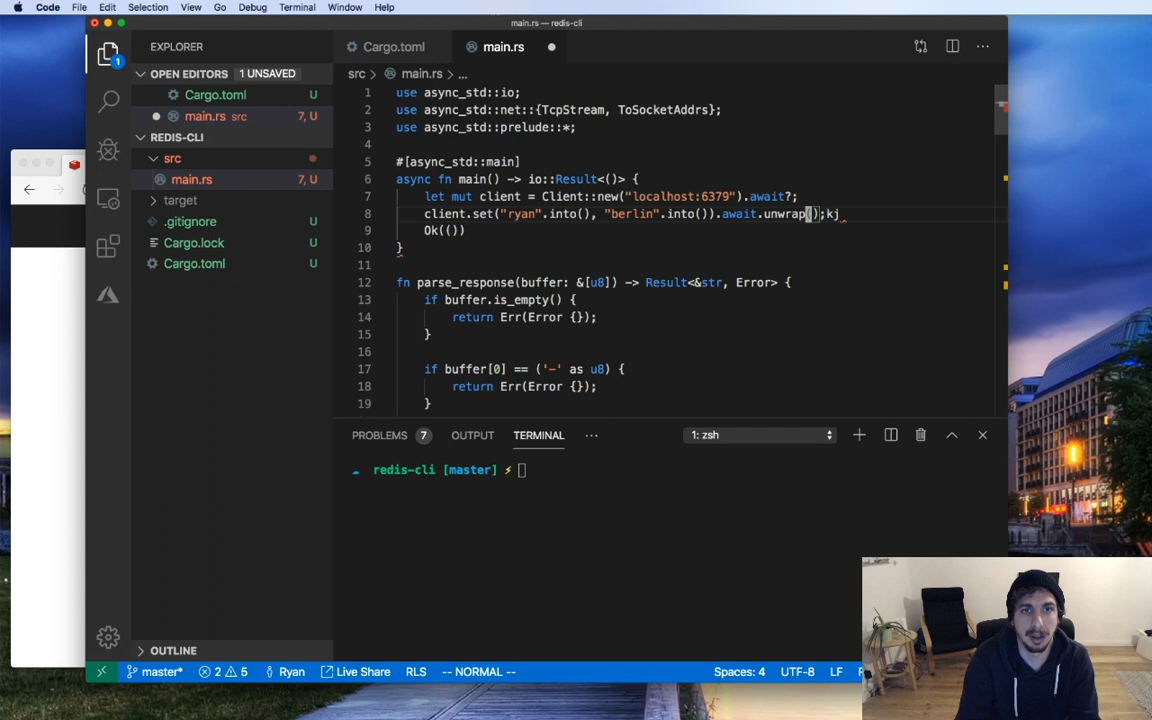 Code File Edit Selection View Go Debug Terminal Window Help
main.rs — redis-cli
EXPLORER
OPEN EDITORS 1 UNSAVED
Cargo.toml U
main.rs src 7, U
REDIS-CLI
src
main.rs 7, U
target
.gitignore U
Cargo.lock U
Cargo.toml U
OUTLINE
1
Cargo.toml main.rs
src > main.rs > ...
1 use async_std::io;
2 use async_std::net::{TcpStream, ToSocketAddrs};
3 use async_std::prelude::*;
4
5 #[async_std::main]
6 async fn main() -> io::Result<()> {
7 let mut client = Client::new("localhost:6379").await?;
8 client.set("ryan".into(), "berlin".into()).await.unwrap();kj
9 Ok(())
10 }
11
12 fn parse_response(buffer: &[u8]) -> Result<&str, Error> {
13 if buffer.is_empty() {
14 return Err(Error {});
15 }
16
17 if buffer[0] == ('-' as u8) {
18 return Err(Error {});
19 }
PROBLEMS 7 OUTPUT TERMINAL ... 1: zsh
redis-cli [master] ⚡
master* 2 5 Ryan Live Share RLS -- NORMAL -- Spaces: 4 UTF-8 LF